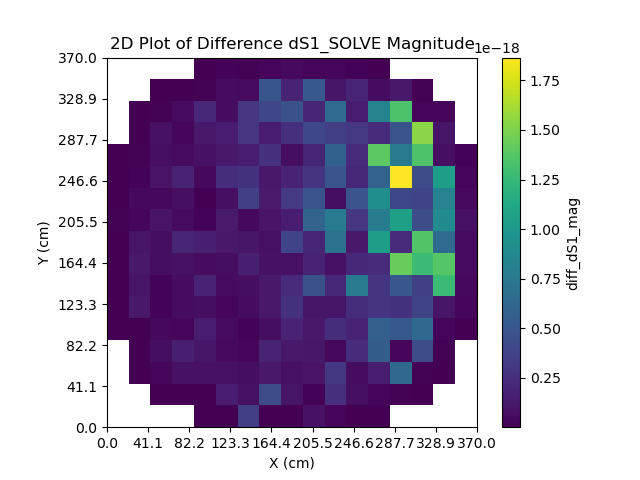 2D Plot of Difference dS1_SOLVE Magnitude
1e−18
370.0
328.9
287.7
246.6
205.5
164.4
123.3
82.2
41.1
0.0
Y (cm)
0.0 41.1 82.2 123.3 164.4 205.5 246.6 287.7 328.9 370.0
X (cm)
1.75
1.50
1.25
1.00
0.75
0.50
0.25
diff_dS1_mag